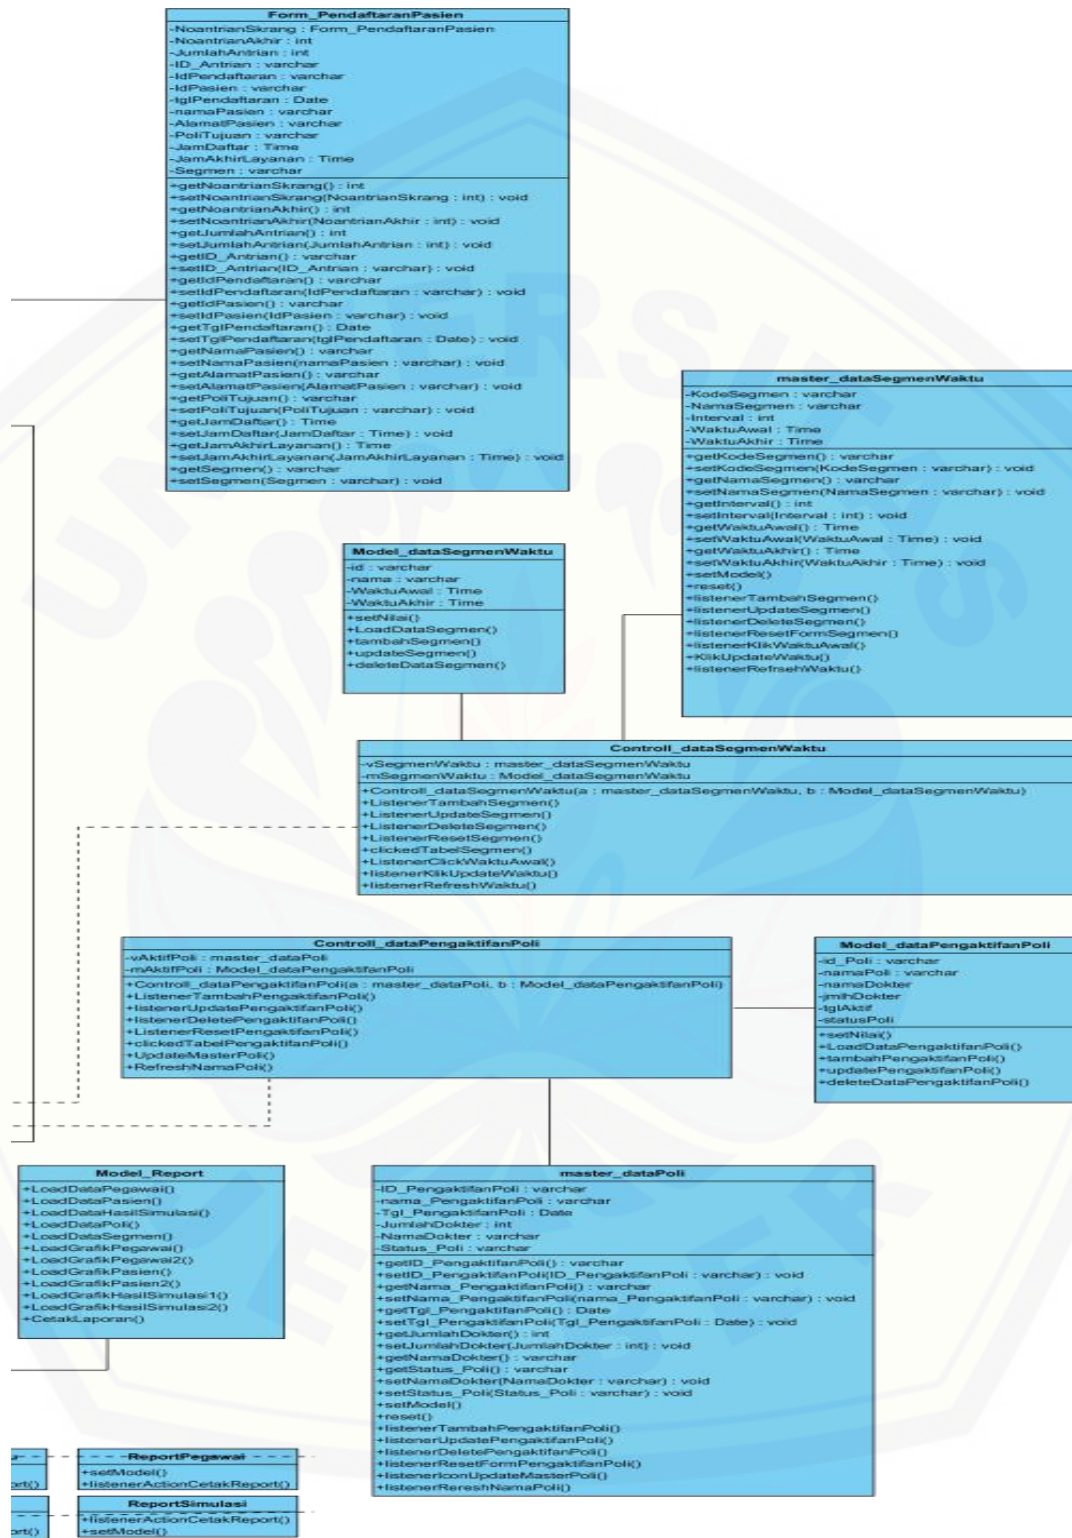 Form_PendaftaranPasien
-NoantrianSkrang : Form_PendaftaranPasien
-NoantrianAkhir : int
-JumlahAntrian : int
-ID_Antrian : varchar
-IdPendaftaran : varchar
-IdPasien : varchar
-tglPendaftaran : Date
-namaPasien : varchar
-AlamatPasien : varchar
-PoliTujuan : varchar
-JamDaftar : Time
-JamAkhirLayanan : Time
-Segmen : varchar
+getNoantrianSkrang() : int
+setNoantrianSkrang(NoantrianSkrang : int) : void
+getNoantrianAkhir() : int
+setNoantrianAkhir(NoantrianAkhir : int) : void
+getJumlahAntrian() : int
+setJumlahAntrian(JumlahAntrian : int) : void
+getID_Antrian() : varchar
+setID_Antrian(ID_Antrian : varchar) : void
+getIdPendaftaran() : varchar
+setIdPendaftaran(IdPendaftaran : varchar) : void
+getIdPasien() : varchar
+setIdPasien(IdPasien : varchar) : void
+getTglPendaftaran() : Date
+setTglPendaftaran(tglPendaftaran : Date) : void
+getNamaPasien() : varchar
+setNamaPasien(namaPasien : varchar) : void
+getAlamatPasien() : varchar
+setAlamatPasien(AlamatPasien : varchar) : void
+getPoliTujuan() : varchar
+setPoliTujuan(PoliTujuan : varchar) : void
+getJamDaftar() : Time
+setJamDaftar(JamDaftar : Time) : void
+getJamAkhirLayanan() : Time
+setJamAkhirLayanan(JamAkhirLayanan : Time) : void
+getSegmen() : varchar
+setSegmen(Segmen : varchar) : void
master_dataSegmenWaktu
-KodeSegmen : varchar
-NamaSegmen : varchar
-Interval : int
-WaktuAwal : Time
-WaktuAkhir : Time
+getKodeSegmen() : varchar
+setKodeSegmen(KodeSegmen : varchar) : void
+getNamaSegmen() : varchar
+setNamaSegmen(NamaSegmen : varchar) : void
+getInterval() : int
+setInterval(Interval : int) : void
+getWaktuAwal() : Time
+setWaktuAwal(WaktuAwal : Time) : void
+getWaktuAkhir() : Time
+setWaktuAkhir(WaktuAkhir : Time) : void
+setModel()
+reset()
+listenerTambahSegmen()
+listenerUpdateSegmen()
+listenerDeleteSegmen()
+listenerResetFormSegmen()
+listenerKlikWaktuAwal()
+KlikUpdateWaktu()
+listenerRefrsehWaktu()
Model_dataSegmenWaktu
-id : varchar
-nama : varchar
-WaktuAwal : Time
-WaktuAkhir : Time
+setNilai()
+LoadDataSegmen()
+tambahSegmen()
+updateSegmen()
+deleteDataSegmen()
Controll_dataSegmenWaktu
-vSegmenWaktu : master_dataSegmenWaktu
-mSegmenWaktu : Model_dataSegmenWaktu
+Controll_dataSegmenWaktu(a : master_dataSegmenWaktu, b : Model_dataSegmenWaktu)
+ListenerTambahSegmen()
+ListenerUpdateSegmen()
+ListenerDeleteSegmen()
+ListenerResetSegmen()
+clickedTabelSegmen()
+ListenerClickWaktuAwal()
+listenerKlikUpdateWaktu()
+listenerRefreshWaktu()
Controll_dataPengaktifanPoli
-vAktifPoli : master_dataPoli
-mAktifPoli : Model_dataPengaktifanPoli
+Controll_dataPengaktifanPoli(a : master_dataPoli, b : Model_dataPengaktifanPoli)
+ListenerTambahPengaktifanPoli()
+listenerUpdatePengaktifanPoli()
+listenerDeletePengaktifanPoli()
+ListenerResetPengaktifanPoli()
+clickedTabelPengaktifanPoli()
+UpdateMasterPoli()
+RefreshNamaPoli()
Model_dataPengaktifanPoli
-id_Poli : varchar
-namaPoli : varchar
-namaDokter
-jmlhDokter
-tglAktif
-statusPoli
+setNilai()
+LoadDataPengaktifanPoli()
+tambahPengaktifanPoli()
+updatePengaktifanPoli()
+deleteDataPengaktifanPoli()
Model_Report
+LoadDataPegawai()
+LoadDataPasien()
+LoadDataHasilSimulasi()
+LoadDataPoli()
+LoadDataSegmen()
+LoadGrafikPegawai()
+LoadGrafikPegawai2()
+LoadGrafikPasien()
+LoadGrafikPasien2()
+LoadGrafikHasilSimulasi1()
+LoadGrafikHasilSimulasi2()
+CetakLaporan()
master_dataPoli
-ID_PengaktifanPoli : varchar
-nama_PengaktifanPoli : varchar
-Tgl_PengaktifanPoli : Date
-JumlahDokter : int
-NamaDokter : varchar
-Status_Poli : varchar
+getID_PengaktifanPoli() : varchar
+setID_PengaktifanPoli(ID_PengaktifanPoli : varchar) : void
+getNama_PengaktifanPoli() : varchar
+setNama_PengaktifanPoli(nama_PengaktifanPoli : varchar) : void
+getTgl_PengaktifanPoli() : Date
+setTgl_PengaktifanPoli(Tgl_PengaktifanPoli : Date) : void
+getJumlahDokter() : int
+setJumlahDokter(JumlahDokter : int) : void
+getNamaDokter() : varchar
+getStatus_Poli() : varchar
+setNamaDokter(NamaDokter : varchar) : void
+setStatus_Poli(Status_Poli : varchar) : void
+setModel()
+reset()
+listenerTambahPengaktifanPoli()
+listenerUpdatePengaktifanPoli()
+listenerDeletePengaktifanPoli()
+listenerResetFormPengaktifanPoli()
+listenerIconUpdateMasterPoli()
+listenerRereshNamaPoli()
ort()
ReportPegawai
+setModel()
+listenerActionCetakReport()
ort()
ReportSimulasi
+listenerActionCetakReport()
+setModel()
UNIVERSITAS
JEMBER